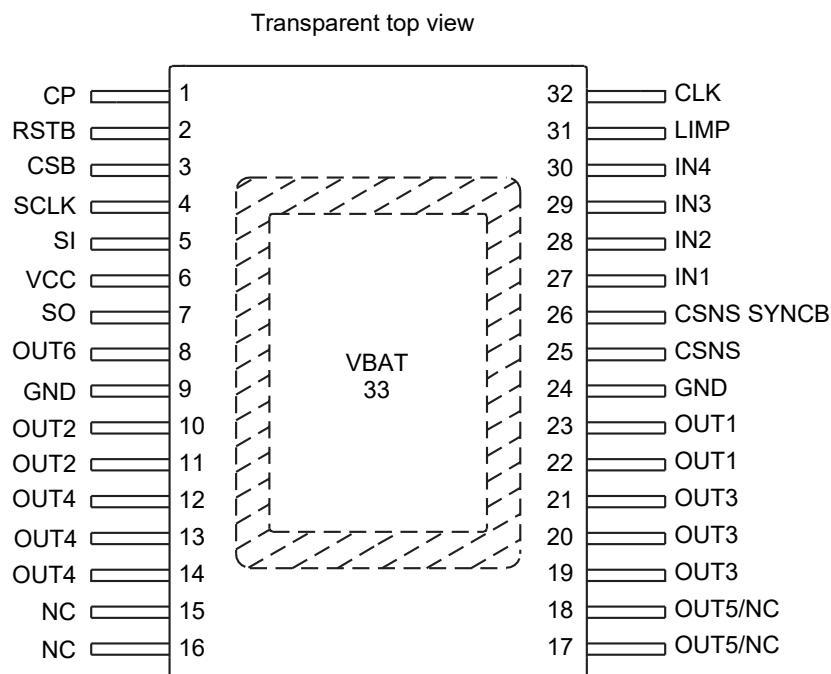 Transparent top view
CP 1 32 CLK
RSTB 2 31 LIMP
CSB 3 30 IN4
SCLK 4 29 IN3
SI 5 28 IN2
VCC 6 27 IN1
SO 7 26 CSNS SYNCB
OUT6 8 25 CSNS
GND 9 24 GND
OUT2 10 23 OUT1
OUT2 11 22 OUT1
OUT4 12 21 OUT3
OUT4 13 20 OUT3
OUT4 14 19 OUT3
NC 15 18 OUT5/NC
NC 16 17 OUT5/NC
VBAT
33